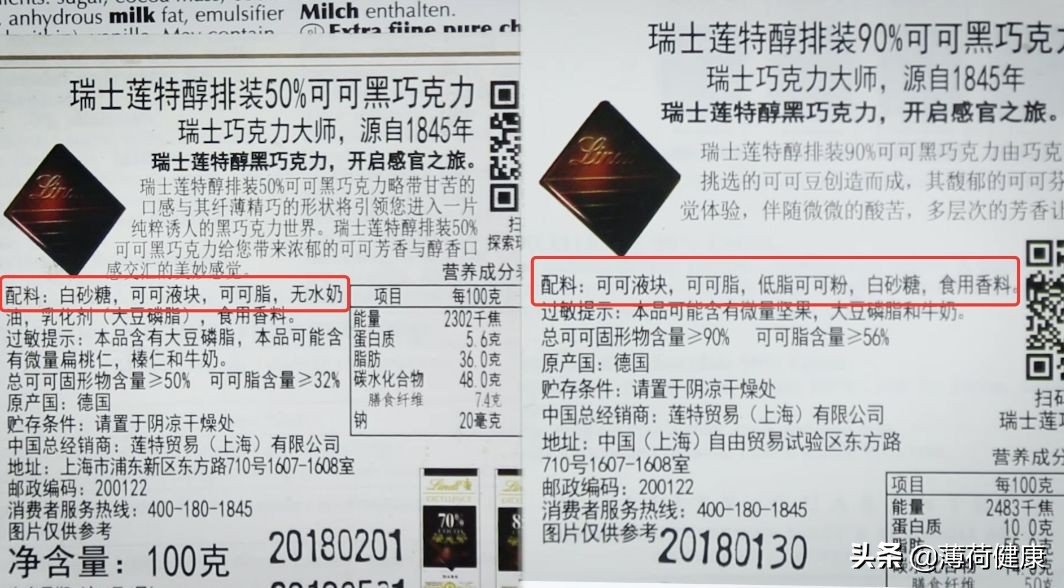 anhydrous milk fat, emulsifier
Milch enthalten.
Extra fine pure
瑞士莲特醇排装50%可可黑巧克力
瑞士巧克力大师，源自1845年
瑞士莲特醇黑巧克力，开启感官之旅。
Lindt
瑞士莲特醇排装50%可可黑巧克力略带甘苦的
口感与其纤薄精巧的形状将引领您进入一片
纯粹诱人的黑巧克力世界。瑞士莲特醇排装50%
可可黑巧克力给您带来浓郁的可可芳香与醇香口
感交汇的美妙感觉。
扫
探索
配料：白砂糖，可可液块，可可脂，无水奶
油，乳化剂（大豆磷脂），食用香料。
过敏提示：本品含有大豆磷脂，本品可能含
有微量扁桃仁，榛仁和牛奶。
总可可固形物含量≥50% 可可脂含量≥32%
原产国：德国
贮存条件：请置于阴凉干燥处
中国总经销商：莲特贸易（上海）有限公司
地址：上海市浦东新区东方路710号1607-1608室
邮政编码：200122
消费者服务热线：400-180-1845
图片仅供参考
净含量：100克
20180201
营养成分表
项目 每100克
能量 2302千焦
蛋白质 5.6克
脂肪 36.0克
碳水化合物 48.0克
膳食纤维 7.4克
钠 20毫克
Lindt
EXCELLENCE
70%
瑞士莲特醇排装90%可可黑巧克
瑞士巧克力大师，源自1845年
瑞士莲特醇黑巧克力，开启感官之旅。
瑞士莲特醇排装90%可可黑巧克力由巧克
挑选的可可豆创造而成，其馥郁的可可芬
觉体验，伴随微微的酸苦，多层次的芳香让
配料：可可液块，可可脂，低脂可可粉，白砂糖，食用香料。
过敏提示：本品可能含有微量坚果，大豆磷脂和牛奶。
总可可固形物含量≥90% 可可脂含量≥56%
原产国：德国
贮存条件：请置于阴凉干燥处
中国总经销商：莲特贸易（上海）有限公司
地址：中国（上海）自由贸易试验区东方路
710号1607-1608室
邮政编码：200122
消费者服务热线：400-180-1845
图片仅供参考
20180130
扫码
瑞士莲
营养成分
项目 每100克
能量 2483千焦
蛋白质 10.0克
脂肪 55.0克
碳水化合物
膳食纤维
头条 @薄荷健康